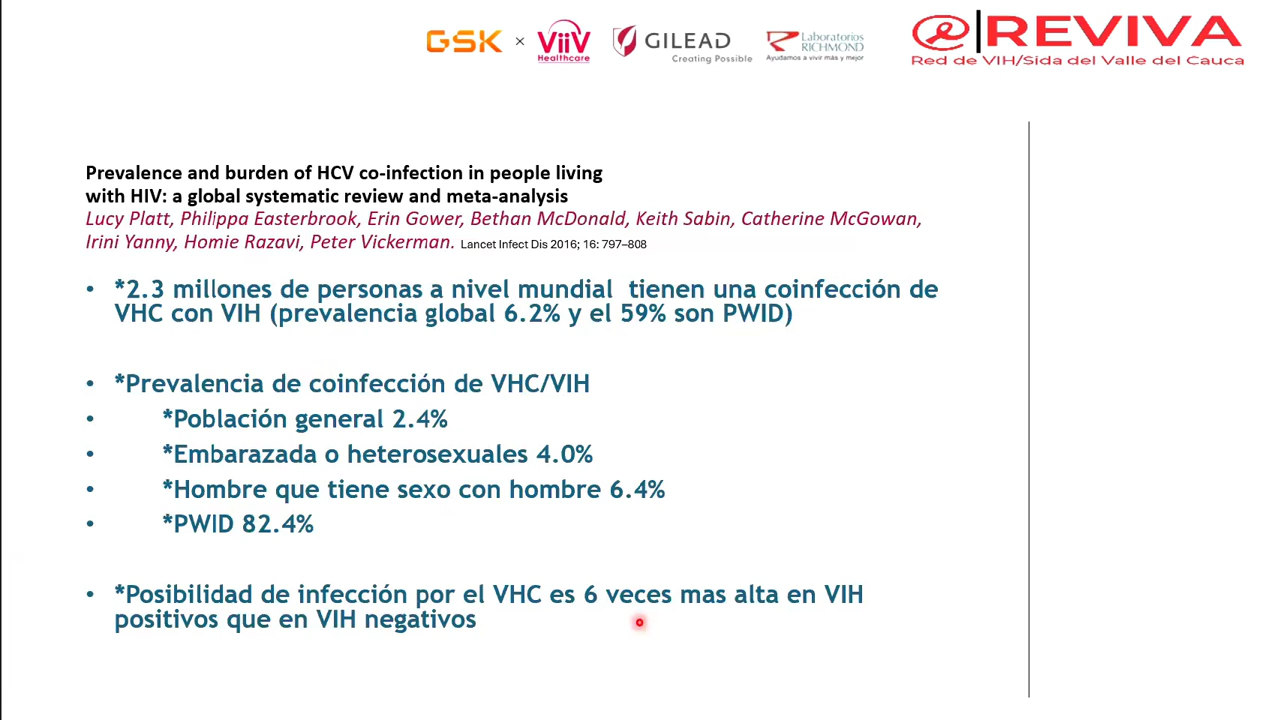 GSK × ViiV Healthcare GILEAD Creating Possible Laboratorios RICHMOND Ayudamos a vivir más y mejor
REVIVA
Red de VIH/Sida del Valle del Cauca
Prevalence and burden of HCV co-infection in people living
with HIV: a global systematic review and meta-analysis
Lucy Platt, Philippa Easterbrook, Erin Gower, Bethan McDonald, Keith Sabin, Catherine McGowan,
Irini Yanny, Homie Razavi, Peter Vickerman. Lancet Infect Dis 2016; 16: 797–808
• *2.3 millones de personas a nivel mundial tienen una coinfección de
VHC con VIH (prevalencia global 6.2% y el 59% son PWID)
• *Prevalencia de coinfección de VHC/VIH
• *Población general 2.4%
• *Embarazada o heterosexuales 4.0%
• *Hombre que tiene sexo con hombre 6.4%
• *PWID 82.4%
• *Posibilidad de infección por el VHC es 6 veces mas alta en VIH
positivos que en VIH negativos